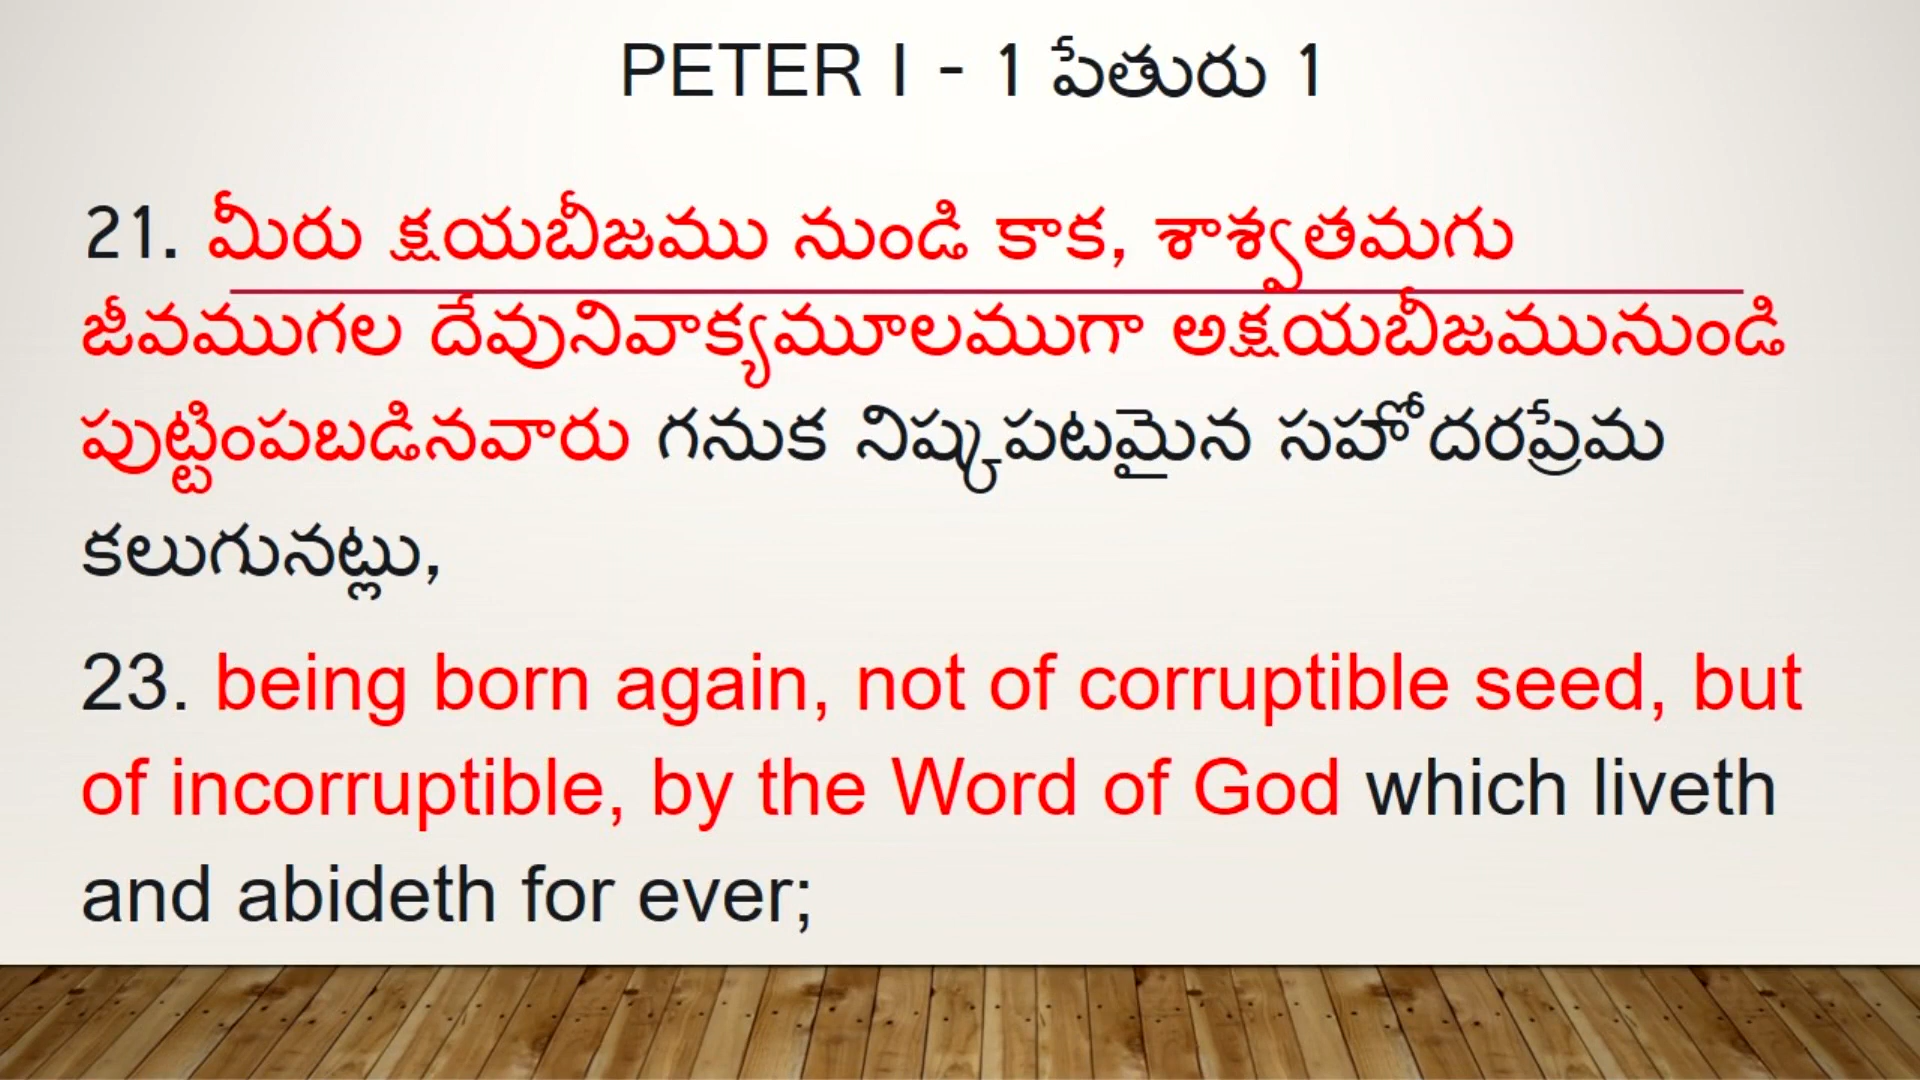 PETER I - 1 పేతురు 1
21. మీరు క్షయబీజము నుండి కాక, శాశ్వతమగు
జీవముగల దేవునివాక్యమూలముగా అక్షయబీజమునుండి
పుట్టింపబడినవారు గనుక నిష్కపటమైన సహోదరప్రేమ
కలుగునట్లు,
23. being born again, not of corruptible seed, but
of incorruptible, by the Word of God which liveth
and abideth for ever;